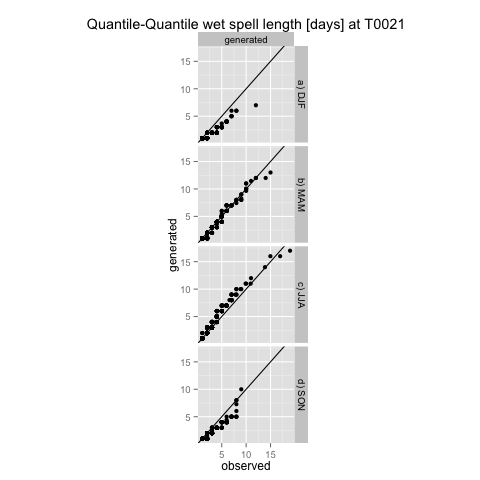 Quantile-Quantile wet spell length [days] at T0021
generated
15
10
5
a) DJF
15
10
5
b) MAM
15
10
5
c) JJA
15
10
5
d) SON
generated
5 10 15
observed